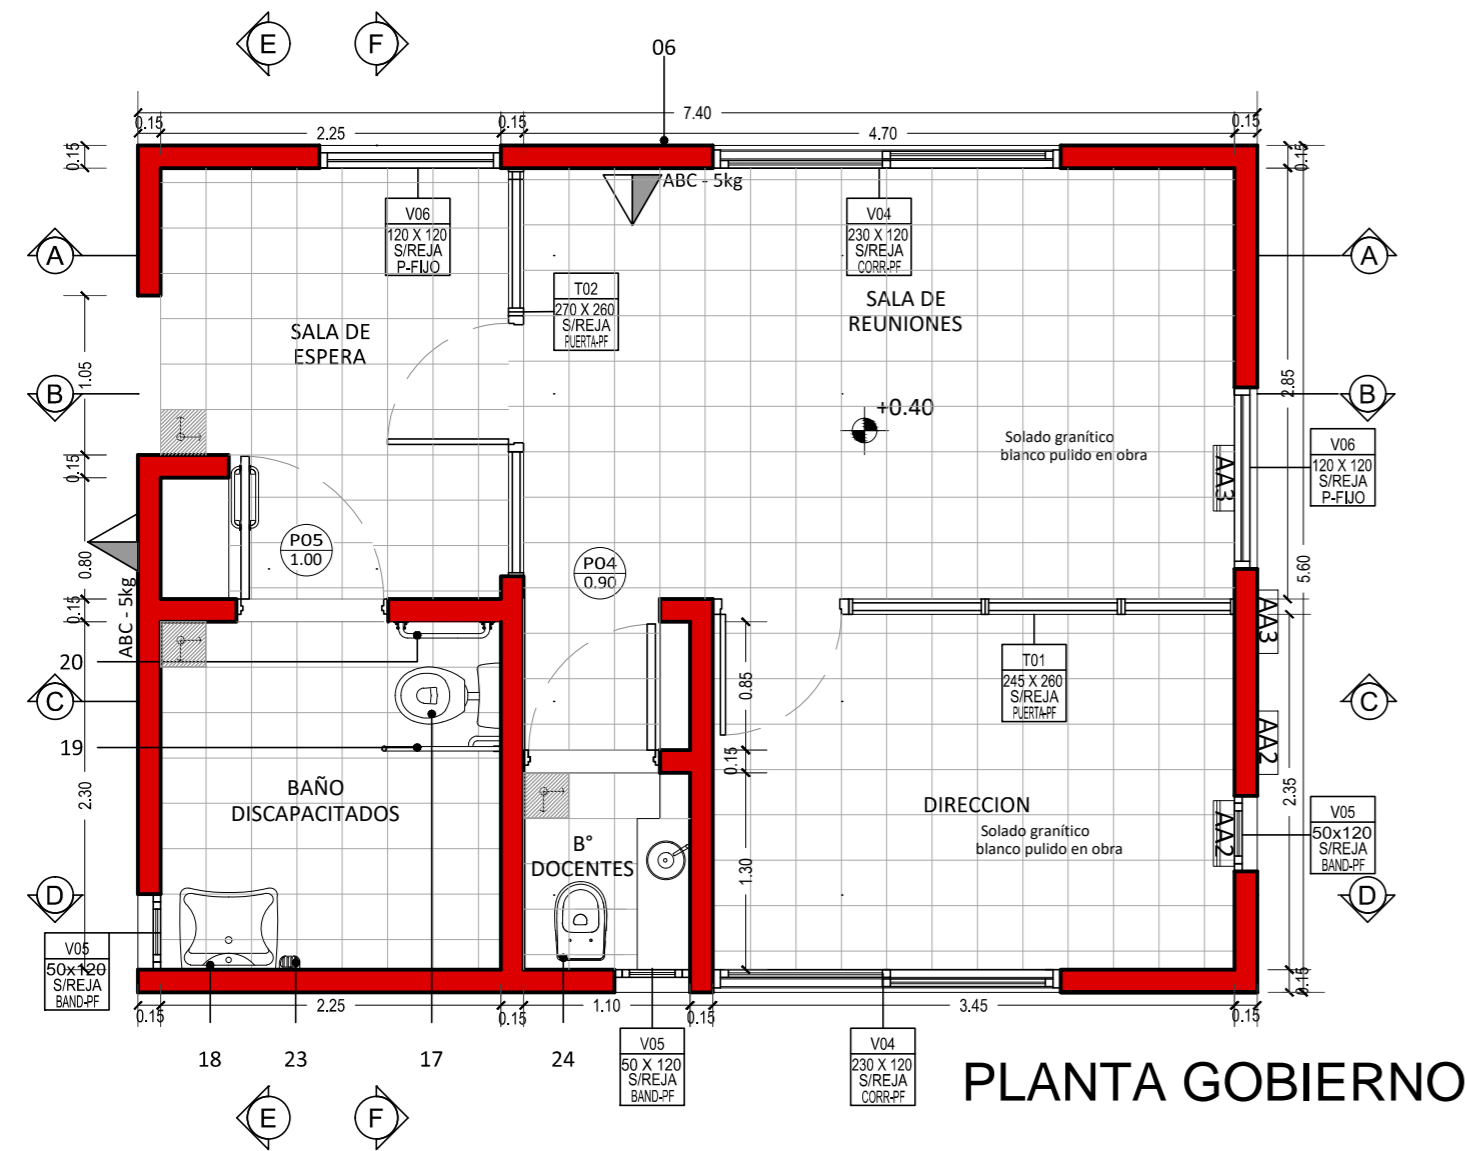 E
F
06
7.40
0.15
2.25
0.15
4.70
0.15
0.15
0.15
ABC - 5kg
V06
120 X 120
S/REJA
P-FIJO
V04
230 X 120
S/REJA
CORR-PF
A
A
T02
270 X 260
S/REJA
PUERTA-PF
SALA DE
REUNIONES
SALA DE
ESPERA
1.05
2.85
B
B
+0.40
Solado granítico
blanco pulido en obra
V06
120 X 120
S/REJA
P-FIJO
0.15
AA3
P05
1.00
P04
0.90
0.80
5.60
ABC - 5kg
0.15
AA3
20
T01
245 X 260
S/REJA
PUERTA-PF
0.85
C
C
19
AA2
0.15
2.30
2.35
BAÑO
DISCAPACITADOS
DIRECCION
Solado granítico
blanco pulido en obra
AA2
V05
50x120
S/REJA
BAND-PF
B°
DOCENTES
1.30
D
D
V05
50x120
S/REJA
BAND-PF
0.15
0.15
2.25
0.15
1.10
0.15
3.45
0.15
18
23
17
24
V05
50 X 120
S/REJA
BAND-PF
V04
230 X 120
S/REJA
CORR-PF
PLANTA GOBIERNO
E
F